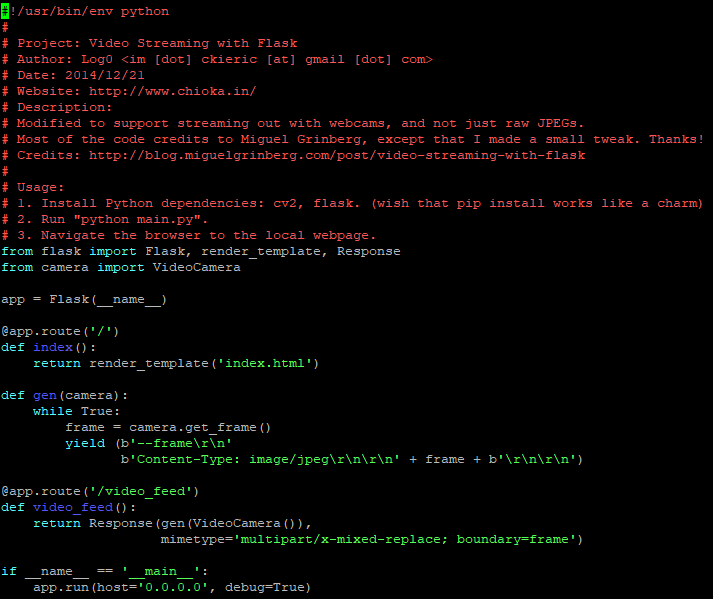 #!/usr/bin/env python
#
# Project: Video Streaming with Flask
# Author: Log0 <im [dot] ckieric [at] gmail [dot] com>
# Date: 2014/12/21
# Website: http://www.chioka.in/
# Description:
# Modified to support streaming out with webcams, and not just raw JPEGs.
# Most of the code credits to Miguel Grinberg, except that I made a small tweak. Thanks!
# Credits: http://blog.miguelgrinberg.com/post/video-streaming-with-flask
#
# Usage:
# 1. Install Python dependencies: cv2, flask. (wish that pip install works like a charm)
# 2. Run "python main.py".
# 3. Navigate the browser to the local webpage.
from flask import Flask, render_template, Response
from camera import VideoCamera

app = Flask(__name__)

@app.route('/')
def index():
    return render_template('index.html')

def gen(camera):
    while True:
        frame = camera.get_frame()
        yield (b'--frame\r\n'
               b'Content-Type: image/jpeg\r\n\r\n' + frame + b'\r\n\r\n')

@app.route('/video_feed')
def video_feed():
    return Response(gen(VideoCamera()),
                    mimetype='multipart/x-mixed-replace; boundary=frame')

if __name__ == '__main__':
    app.run(host='0.0.0.0', debug=True)